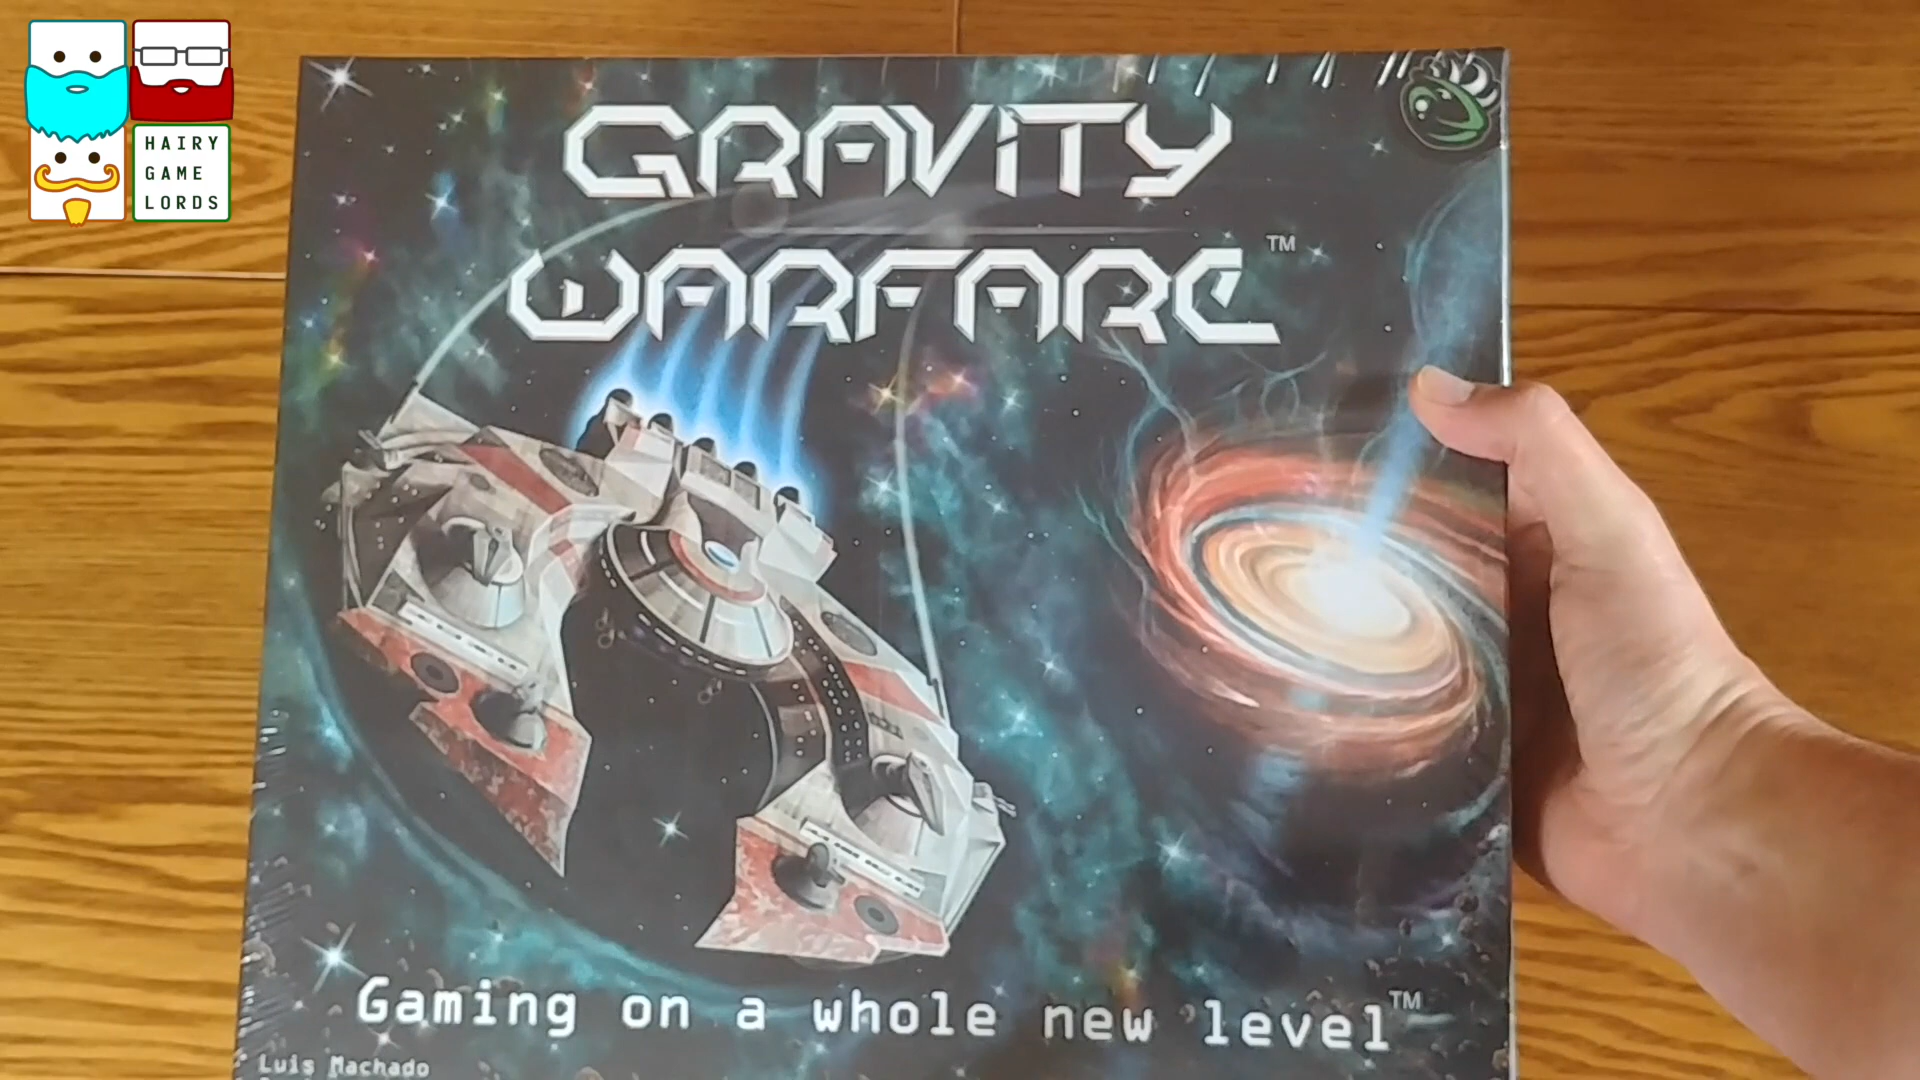 HAIRY
GAME
LORDS
GRAVITY
WARFARE™
Gaming on a whole new level™
Luis Machado